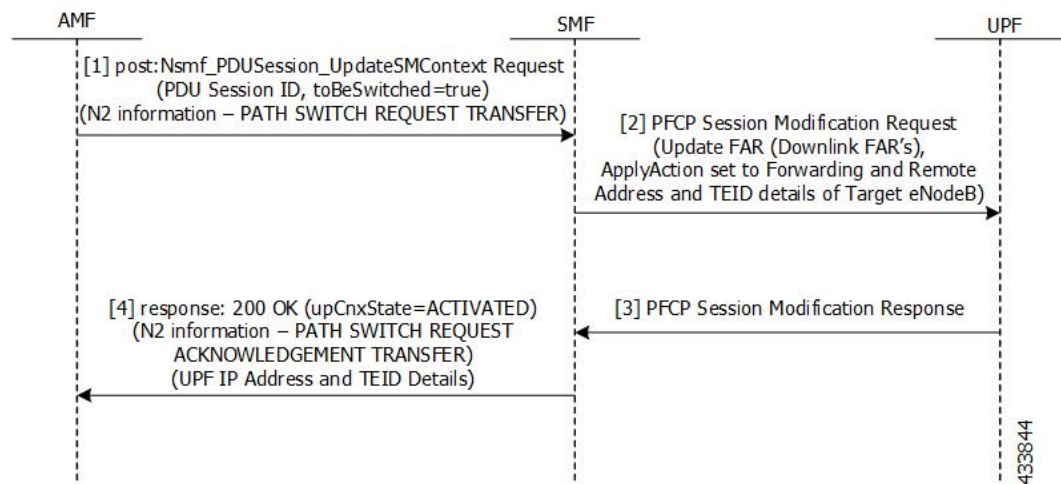 AMF
SMF
UPF
[1] post:Nsmf_PDUSession_UpdateSMContext Request
(PDU Session ID, toBeSwitched=true)
(N2 information – PATH SWITCH REQUEST TRANSFER)
[2] PFCP Session Modification Request
(Update FAR (Downlink FAR's),
ApplyAction set to Forwarding and Remote
Address and TEID details of Target eNodeB)
[3] PFCP Session Modification Response
[4] response: 200 OK (upCnxState=ACTIVATED)
(N2 information – PATH SWITCH REQUEST
ACKNOWLEDGEMENT TRANSFER)
(UPF IP Address and TEID Details)
433844